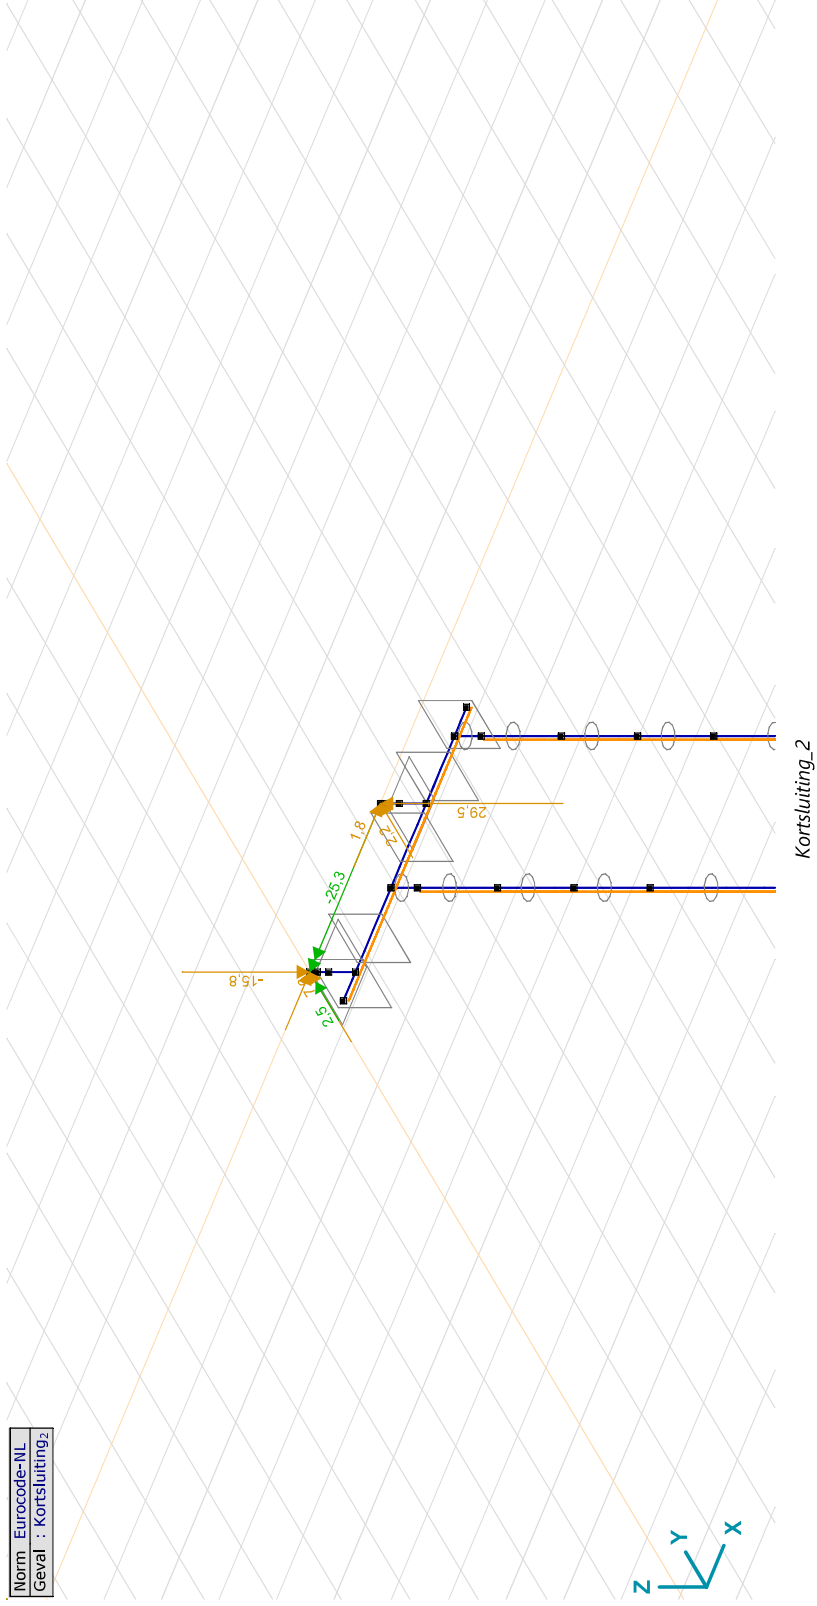 Norm Eurocode-NL
Geval : Kortsluiting₂
-15,8
2,5
-25,3
1,8
2,2
29,5
Z
Y
X
Kortsluiting_2